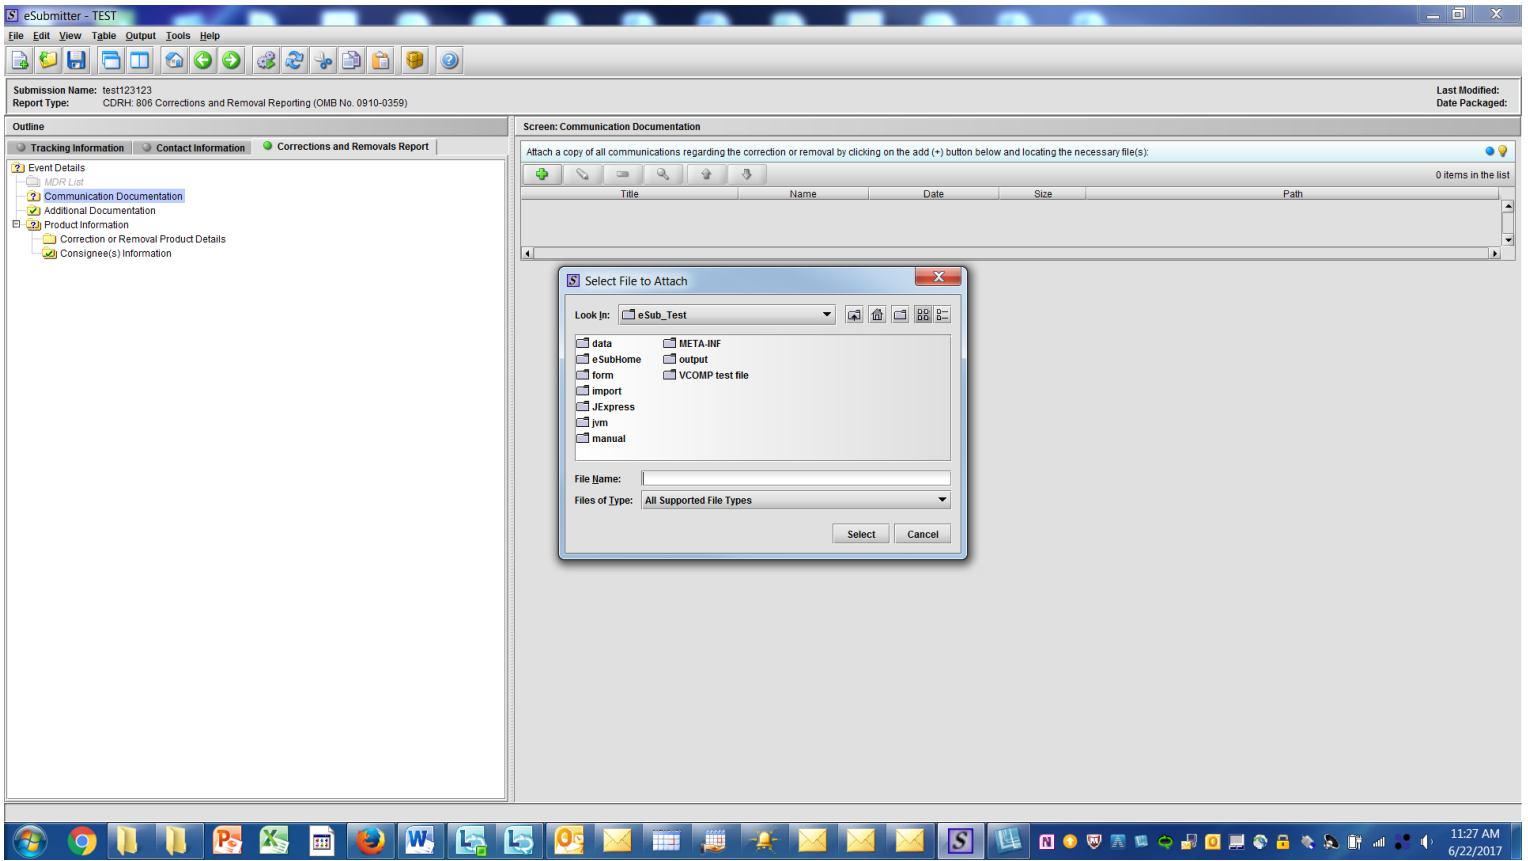 eSubmitter - TEST
File Edit View Table Output Tools Help
Submission Name: test123123
Last Modified:
Report Type: CDRH: 806 Corrections and Removal Reporting (OMB No. 0910-0359)
Date Packaged:
Outline
Screen: Communication Documentation
Tracking Information
Contact Information
Corrections and Removals Report
Attach a copy of all communications regarding the correction or removal by clicking on the add (+) button below and locating the necessary file(s):
Event Details
MDR List
Communication Documentation
Additional Documentation
Product Information
Correction or Removal Product Details
Consignee(s) Information
0 items in the list
Title Name Date Size Path
Select File to Attach
Look In: eSub_Test
data
eSubHome
form
import
JExpress
jvm
manual
META-INF
output
VCOMP test file
File Name:
Files of Type: All Supported File Types
Select Cancel
11:27 AM
6/22/2017